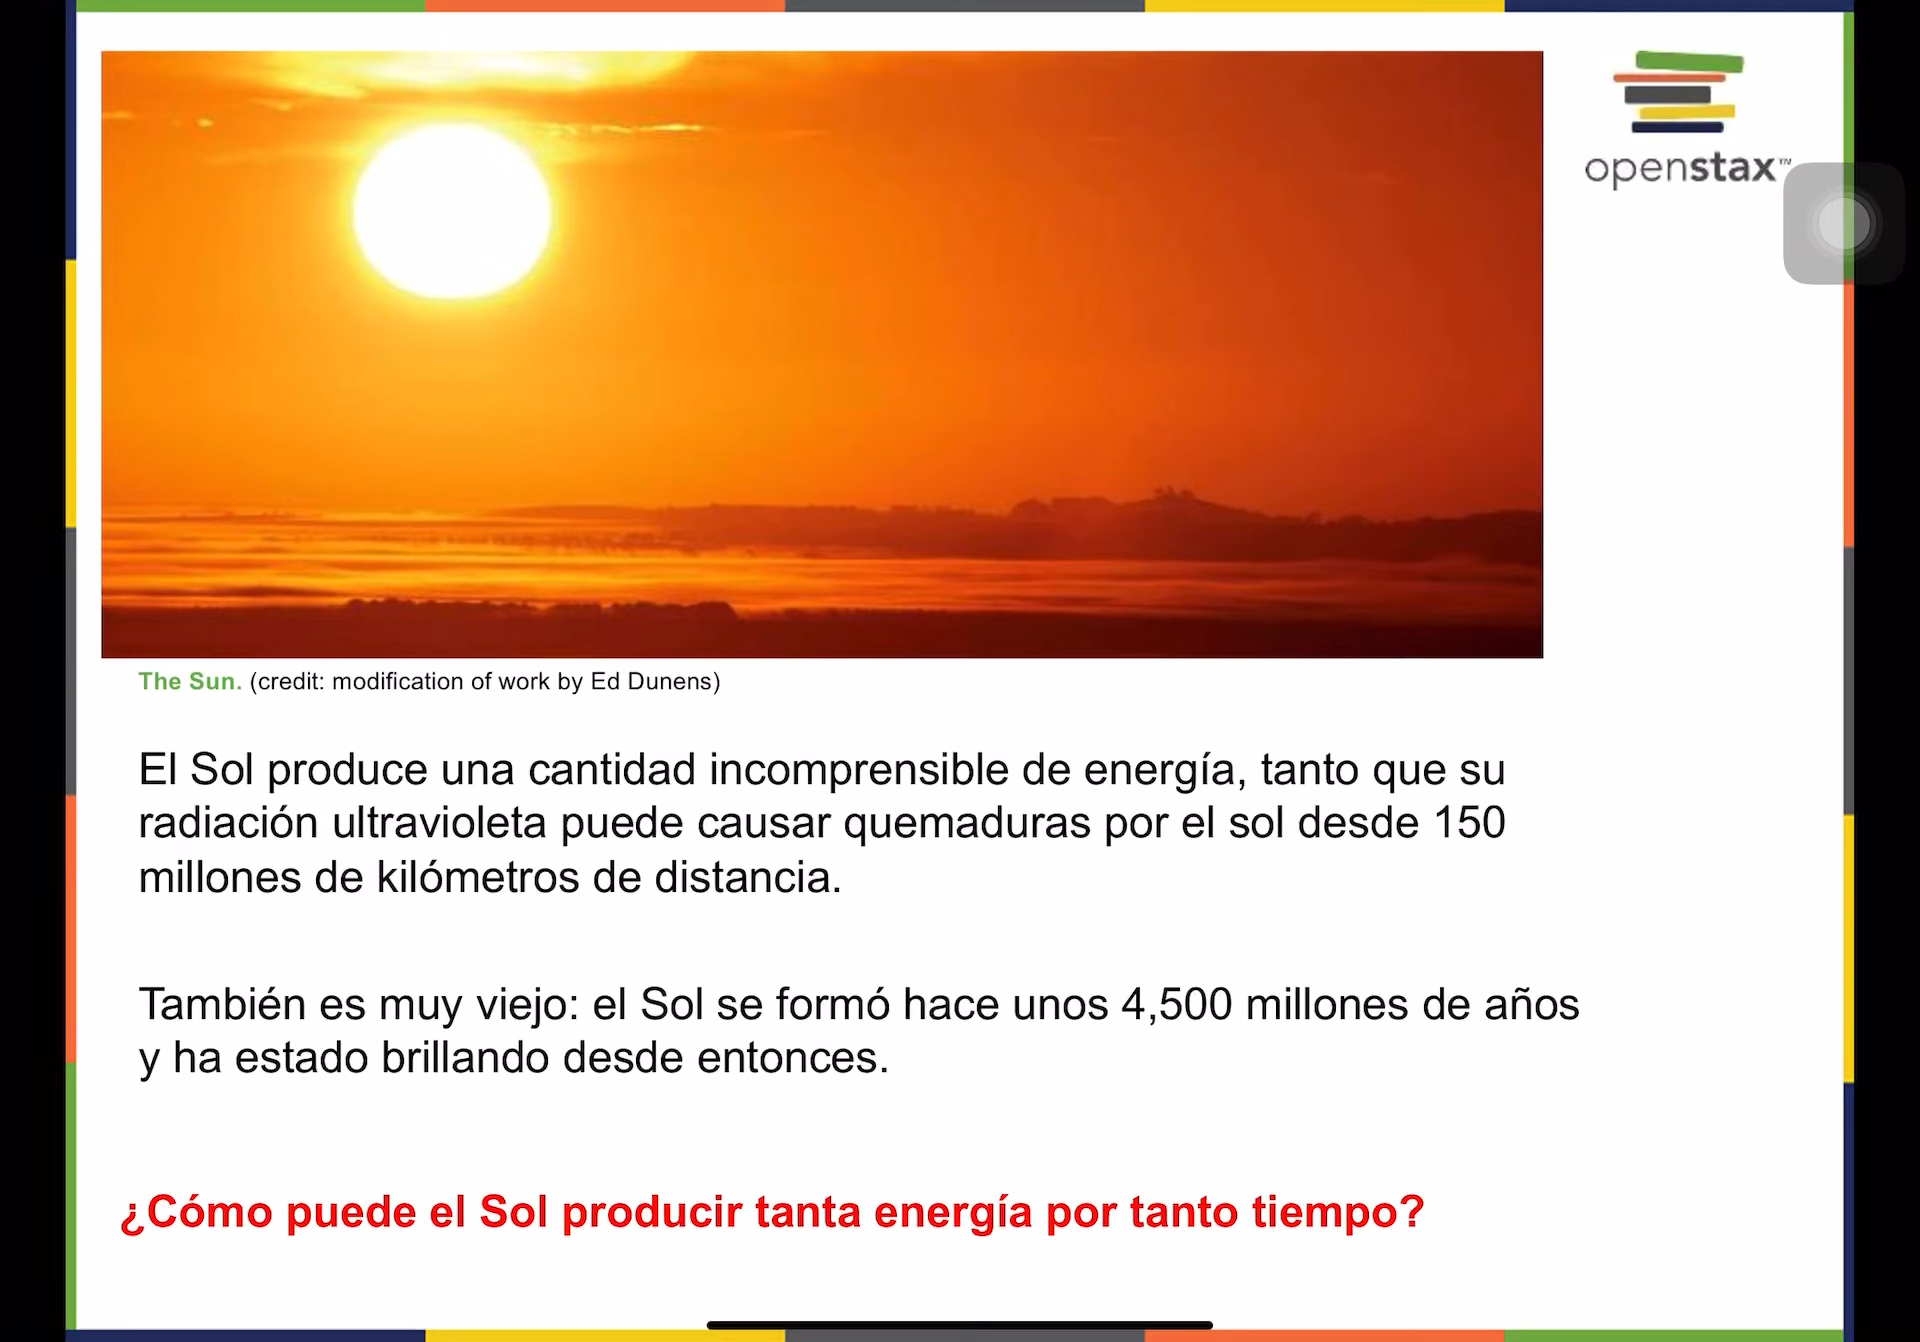 openstax™
The Sun. (credit: modification of work by Ed Dunens)
El Sol produce una cantidad incomprensible de energía, tanto que su
radiación ultravioleta puede causar quemaduras por el sol desde 150
millones de kilómetros de distancia.
También es muy viejo: el Sol se formó hace unos 4,500 millones de años
y ha estado brillando desde entonces.
¿Cómo puede el Sol producir tanta energía por tanto tiempo?